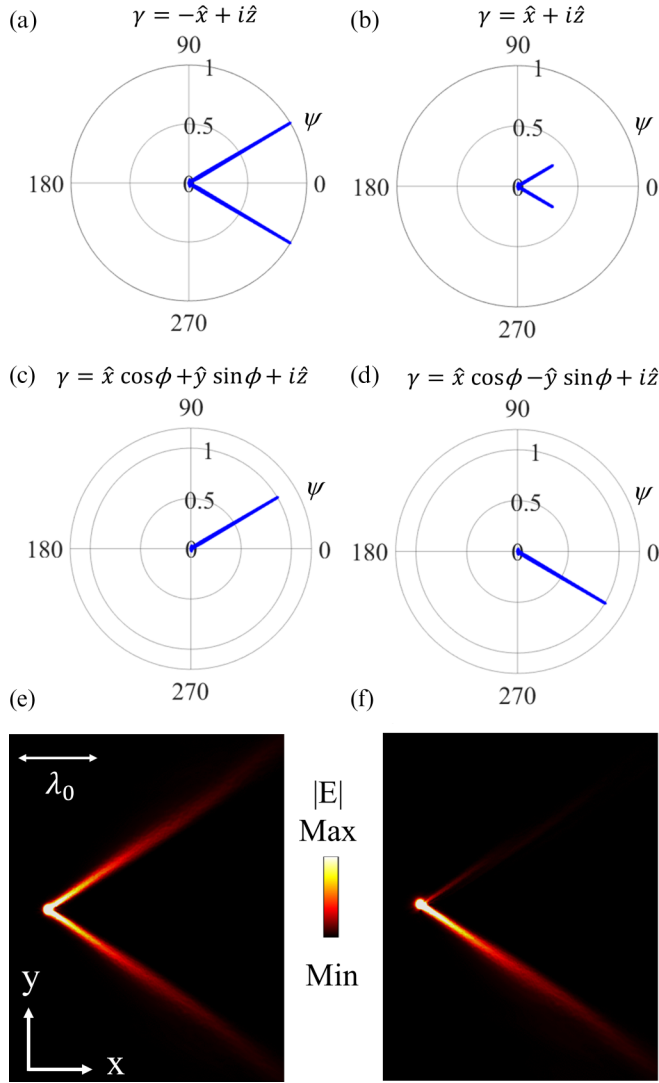 (a)
γ = −x̂ + iẑ
90
1
0.5
ψ
180
0
0
270
(b)
γ = x̂ + iẑ
90
1
0.5
ψ
180
0
0
270
(c)
γ = x̂ cosϕ+ŷ sinϕ + iẑ
90
1
0.5
ψ
180
0
0
270
(d)
γ = x̂ cosϕ−ŷ sinϕ + iẑ
90
1
0.5
ψ
180
0
0
270
(e)
λ₀
y
x
|E|
Max
Min
(f)